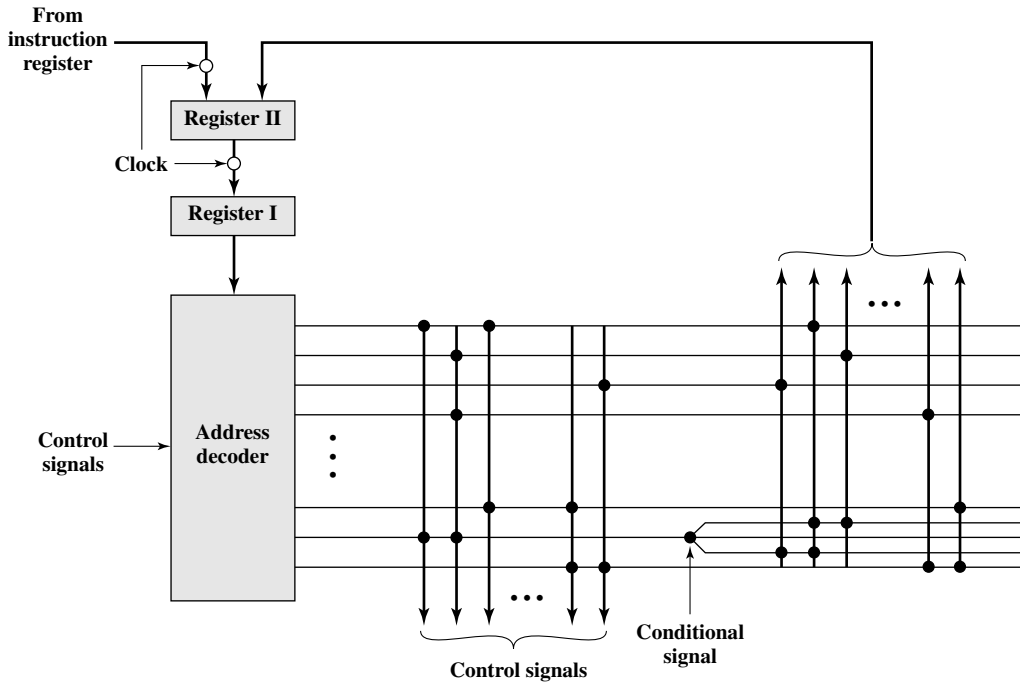 From
instruction
register
Register II
Clock
Register I
Control
signals
Address
decoder
Conditional
signal
Control signals